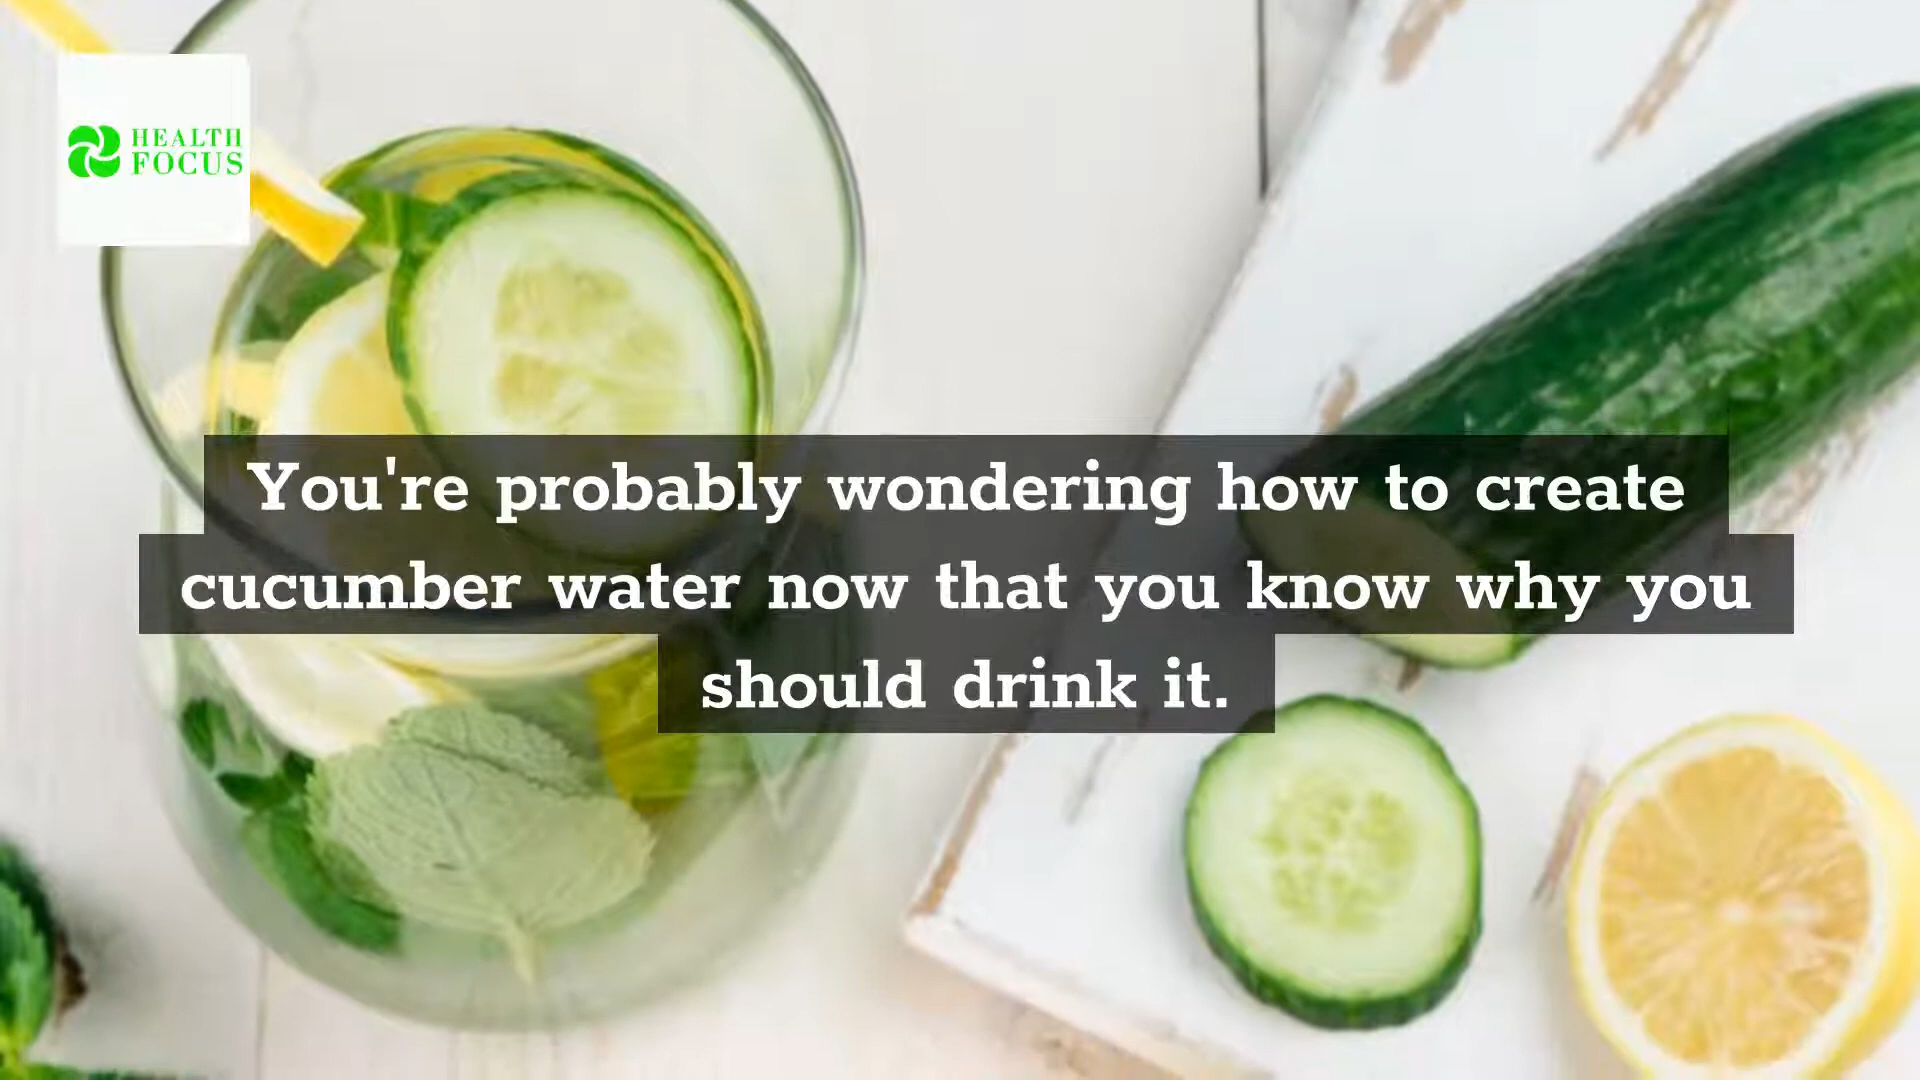 HEALTH
FOCUS
You're probably wondering how to create
cucumber water now that you know why you
should drink it.